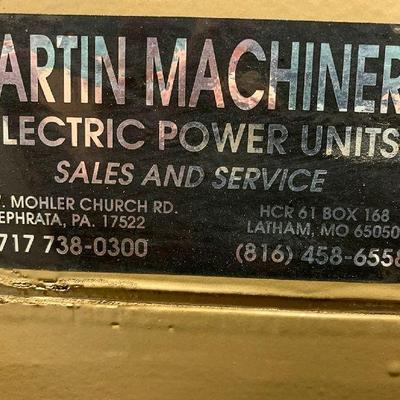 ARTIN MACHINER
LECTRIC POWER UNITS
SALES AND SERVICE
. MOHLER CHURCH RD.
EPHRATA, PA. 17522
717 738-0300
HCR 61 BOX 168
LATHAM, MO 65050
(816) 458-6558